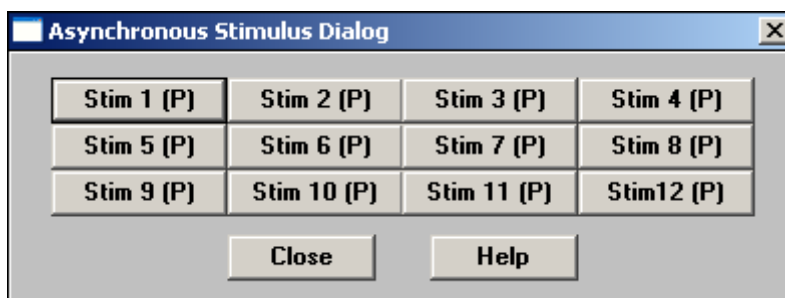 Asynchronous Stimulus Dialog
Stim 1 (P) Stim 2 (P) Stim 3 (P) Stim 4 (P)
Stim 5 (P) Stim 6 (P) Stim 7 (P) Stim 8 (P)
Stim 9 (P) Stim 10 (P) Stim 11 (P) Stim12 (P)
Close Help